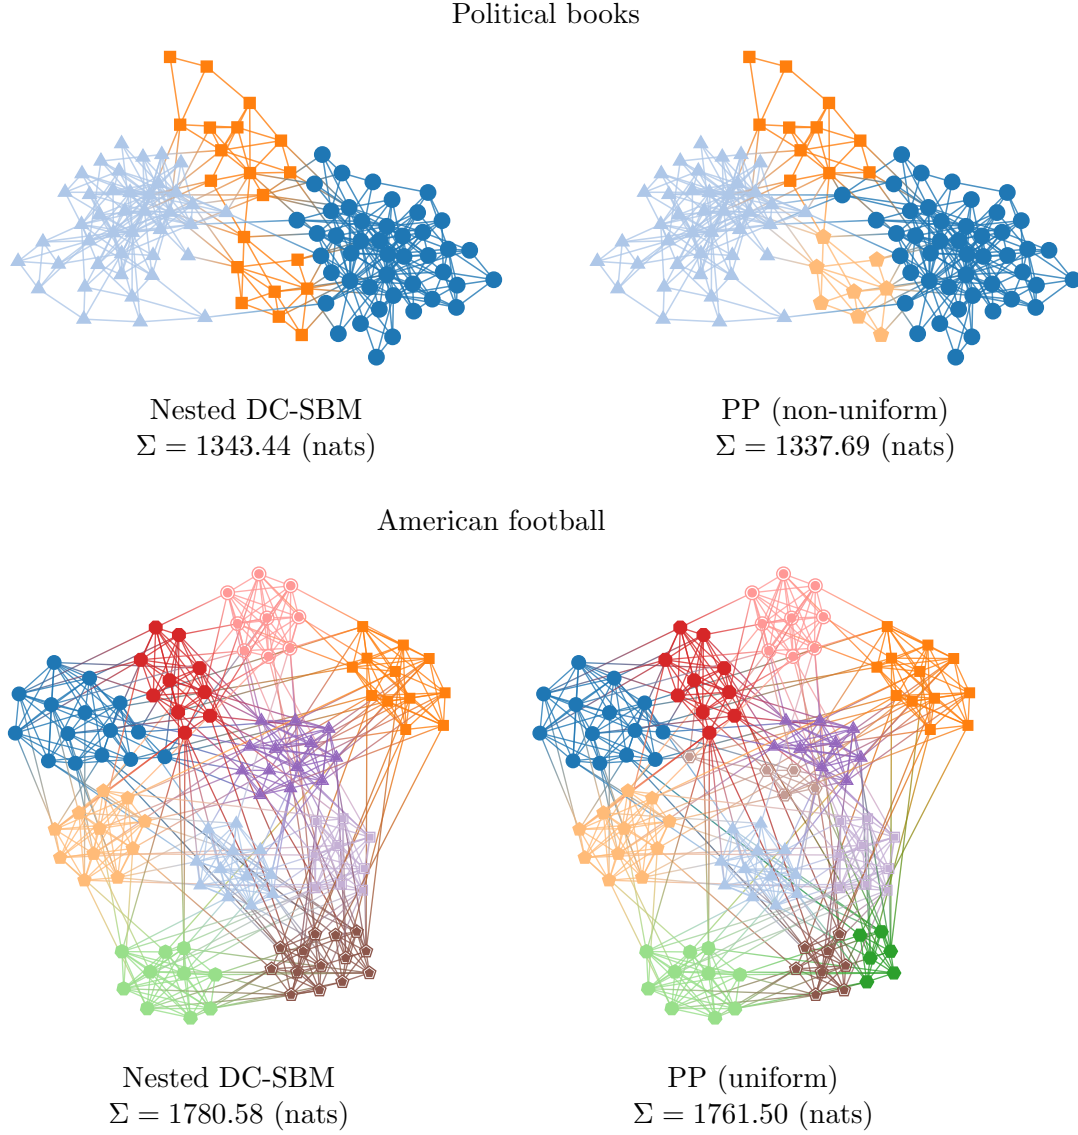 Political books
Nested DC-SBM
Σ = 1343.44 (nats)
PP (non-uniform)
Σ = 1337.69 (nats)
American football
Nested DC-SBM
Σ = 1780.58 (nats)
PP (uniform)
Σ = 1761.50 (nats)